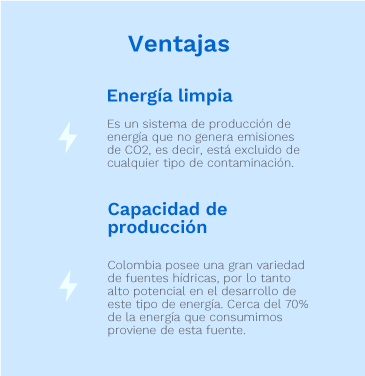 Ventajas
Energía limpia
Es un sistema de producción de
energía que no genera emisiones
de CO2, es decir, está excluido de
cualquier tipo de contaminación.
Capacidad de
producción
Colombia posee una gran variedad
de fuentes hídricas, por lo tanto
alto potencial en el desarrollo de
este tipo de energía. Cerca del 70%
de la energía que consumimos
proviene de esta fuente.